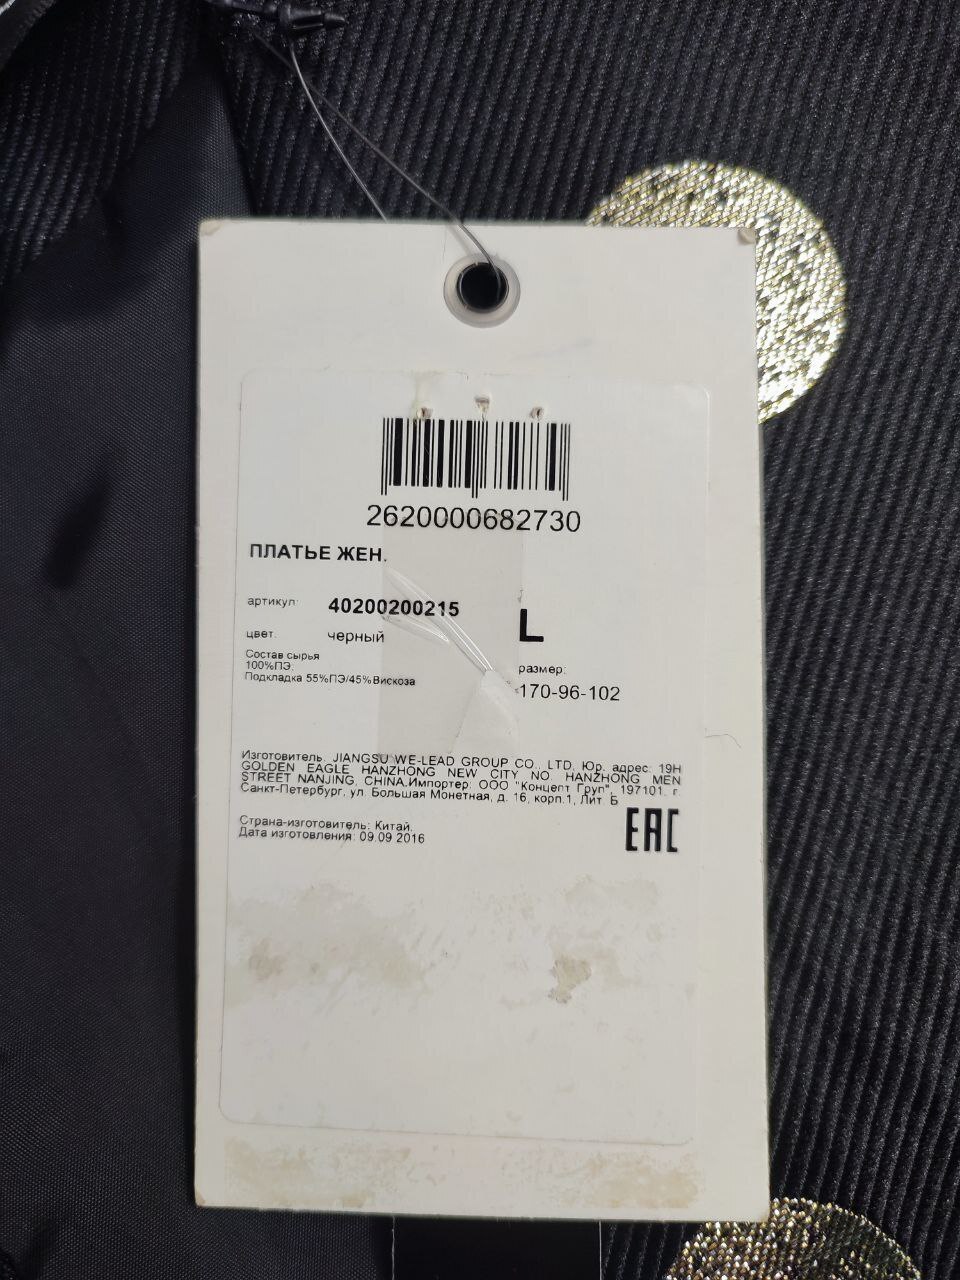 2620000682730
ПЛАТЬЕ ЖЕН.
артикул: 40200200215
L
цвет: черный
Состав сырья
100%ПЭ.
Подкладка 55%ПЭ/45%Вискоза
размер:
170-96-102
Изготовитель. JIANGSU WE-LEAD GROUP CO., LTD, Юр. адрес: 19H
GOLDEN EAGLE HANZHONG NEW CITY NO. HANZHONG MEN
STREET NANJING, CHINA.Импортер: ООО "Концепт Груп", 197101. г.
Санкт-Петербург, ул. Большая Монетная, д. 16, корп.1, Лит. Б
Страна-изготовитель: Китай.
Дата изготовления: 09.09 2016
EAC